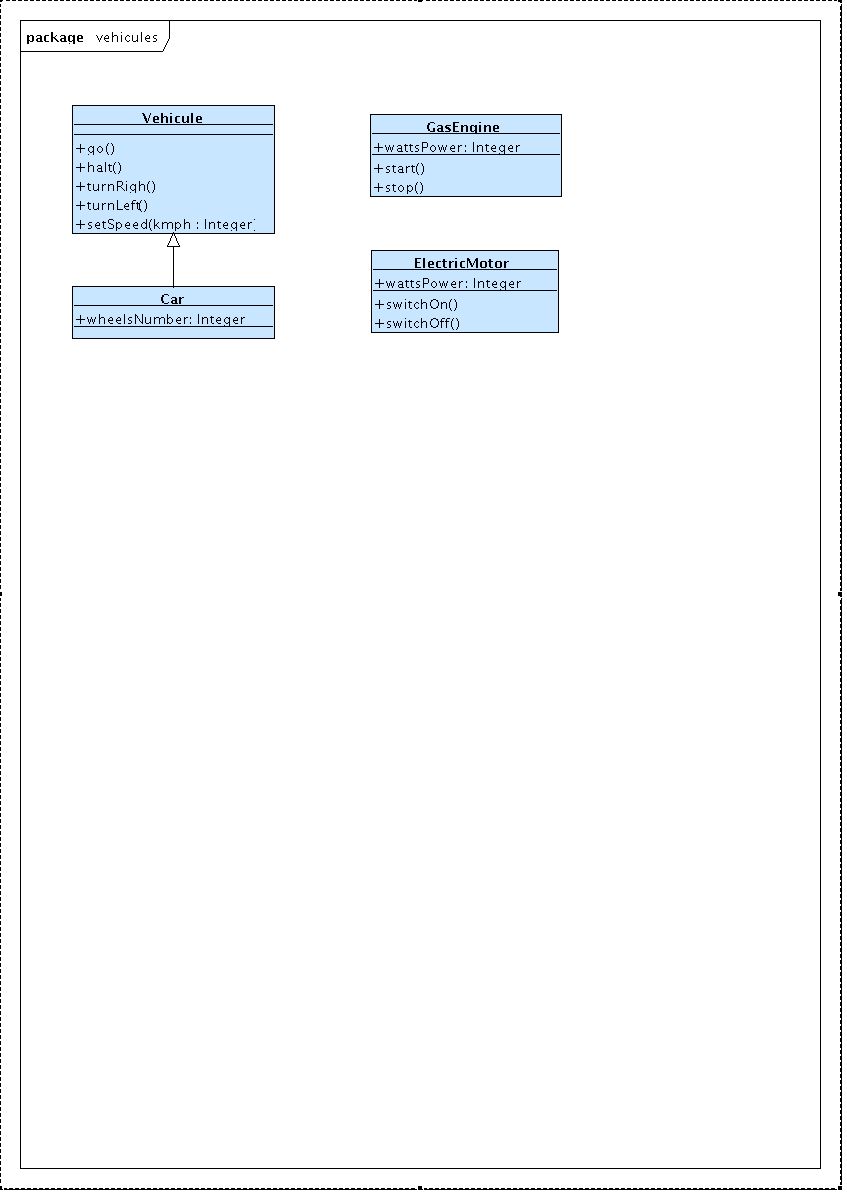 package vehicules
Vehicule
+go()
+halt()
+turnRigh()
+turnLeft()
+setSpeed(kmph : Integer)
Car
+wheelsNumber: Integer
GasEngine
+wattsPower: Integer
+start()
+stop()
ElectricMotor
+wattsPower: Integer
+switchOn()
+switchOff()